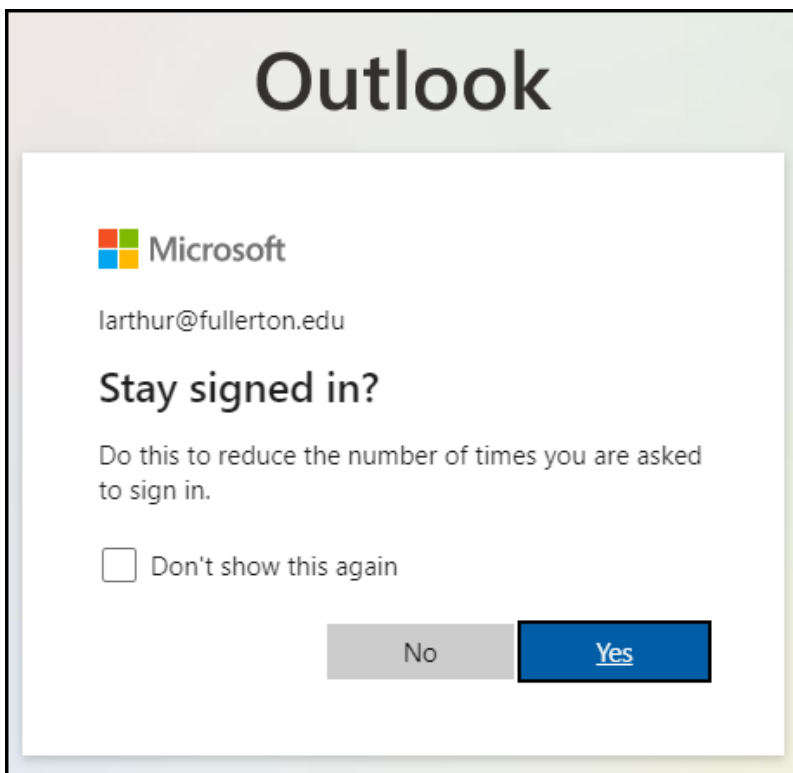 Outlook
Microsoft
larthur@fullerton.edu
Stay signed in?
Do this to reduce the number of times you are asked
to sign in.
Don't show this again
No
Yes